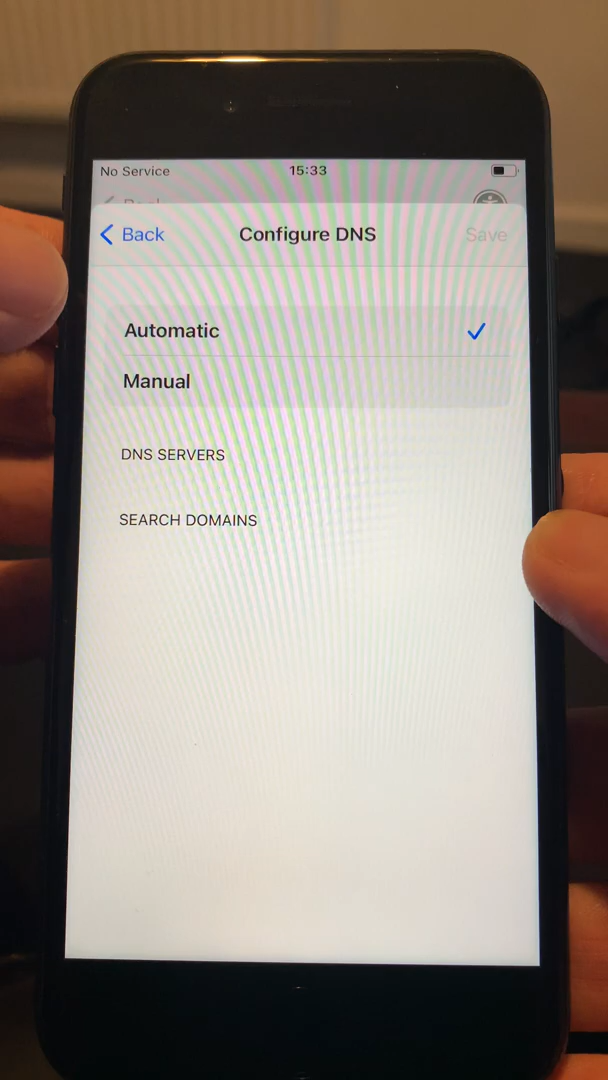 No Service 15:33
Back Configure DNS Save
Automatic
Manual
DNS SERVERS
SEARCH DOMAINS